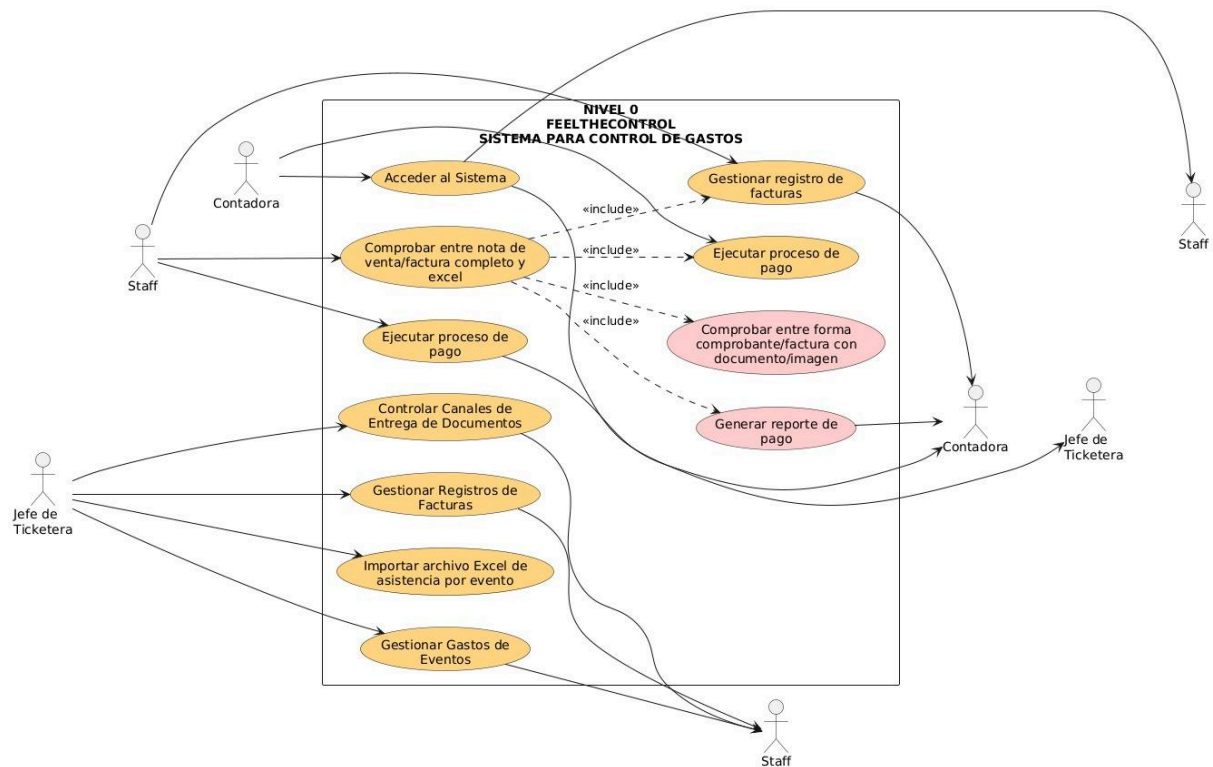 NIVEL 0
FEELTHECONTROL
SISTEMA PARA CONTROL DE GASTOS
Contadora
Acceder al Sistema
Gestionar registro de
facturas
Staff
Staff
«include»
Comprobar entre nota de
venta/factura completo y
excel
«include»
Ejecutar proceso de
pago
«include»
Ejecutar proceso de
pago
«include»
Comprobar entre forma
comprobante/factura con
documento/imagen
Controlar Canales de
Entrega de Documentos
Generar reporte de
pago
Contadora
Jefe de
Ticketera
Jefe de
Ticketera
Gestionar Registros de
Facturas
Importar archivo Excel de
asistencia por evento
Gestionar Gastos de
Eventos
Staff